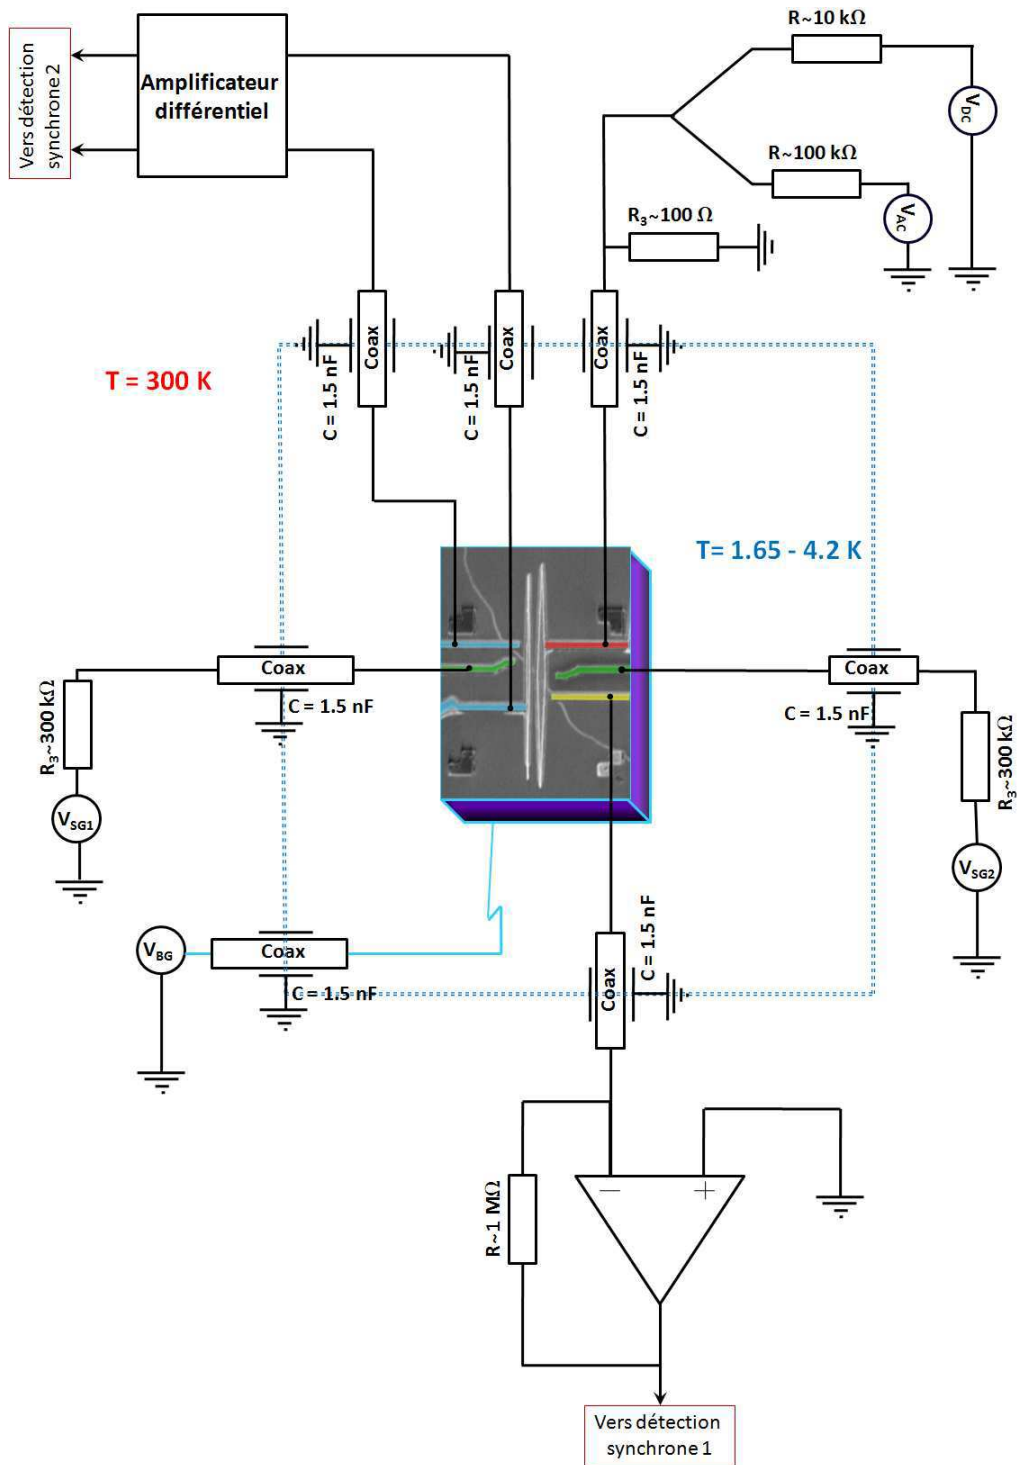 R~10 kΩ
Vers détection
synchrone 2
Amplificateur
différentiel
V_DC
R~100 kΩ
V_AC
R₃~100 Ω
Coax
C = 1.5 nF
Coax
C = 1.5 nF
Coax
C = 1.5 nF
T = 300 K
T= 1.65 - 4.2 K
Coax
C = 1.5 nF
R₃~300 kΩ
V_SG1
Coax
C = 1.5 nF
R₃~300 kΩ
V_SG2
V_BG
Coax
C = 1.5 nF
Coax
C = 1.5 nF
R~1 MΩ
—
+
Vers détection
synchrone 1